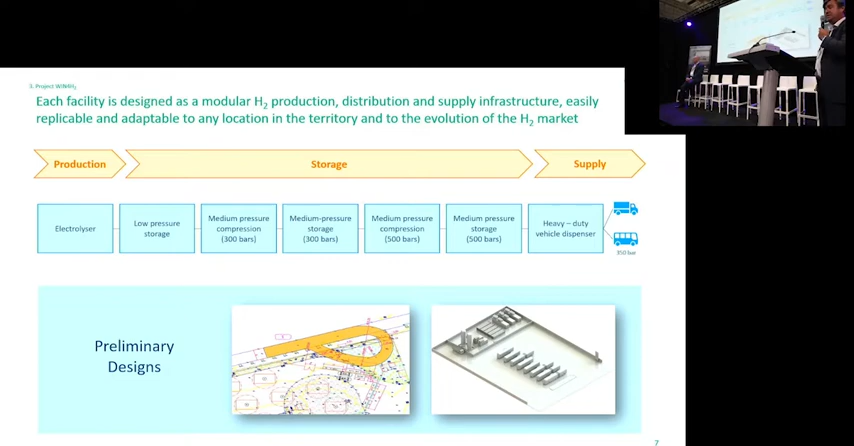 3. Project WIN4H2
Each facility is designed as a modular H2 production, distribution and supply infrastructure, easily
replicable and adaptable to any location in the territory and to the evolution of the H2 market
Production
Storage
Supply
Electrolyser
Low pressure
storage
Medium pressure
compression
(300 bars)
Medium-pressure
storage
(300 bars)
Medium pressure
compression
(500 bars)
Medium pressure
storage
(500 bars)
Heavy – duty
vehicle dispenser
350 bar
Preliminary
Designs
7